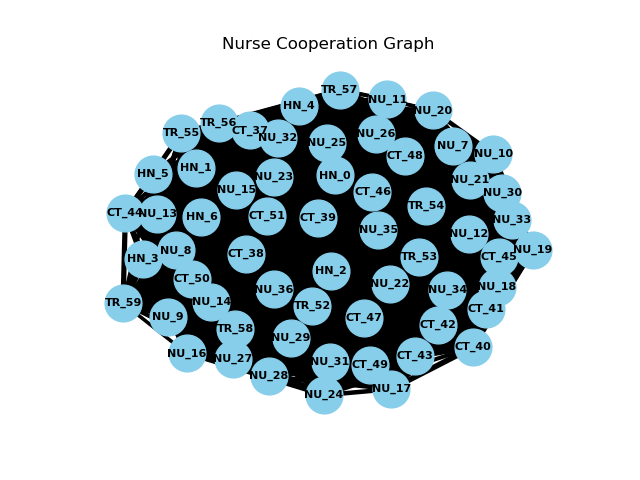 Nurse Cooperation Graph
TR_57
NU_11
HN_4
NU_20
TR_56
CT_37
TR_55
NU_32
NU_26
NU_25
NU_7
NU_10
CT_48
HN_1
HN_5
HN_0
NU_23
NU_21
NU_15
CT_46
NU_30
TR_54
CT_44
NU_13
HN_6
CT_51
CT_39
NU_33
NU_35
NU_12
NU_8
NU_19
CT_38
HN_3
TR_53
CT_45
HN_2
CT_50
NU_22
NU_18
NU_36
NU_34
TR_59
NU_14
TR_52
CT_41
NU_9
CT_47
TR_58
CT_42
NU_29
CT_40
NU_16
NU_27
CT_43
NU_31
CT_49
NU_28
NU_17
NU_24